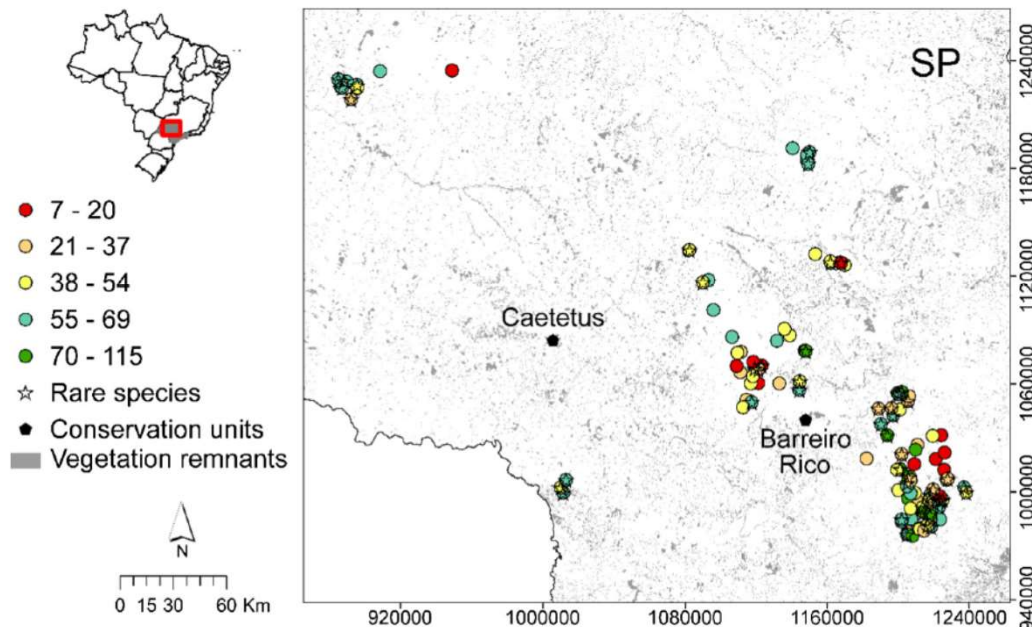 SP
7 - 20
21 - 37
38 - 54
55 - 69
70 - 115
Rare species
Conservation units
Vegetation remnants
N
0 15 30 60 Km
Caetetus
Barreiro
Rico
1240000
1180000
1120000
1060000
1000000
940000
920000 1000000 1080000 1160000 1240000